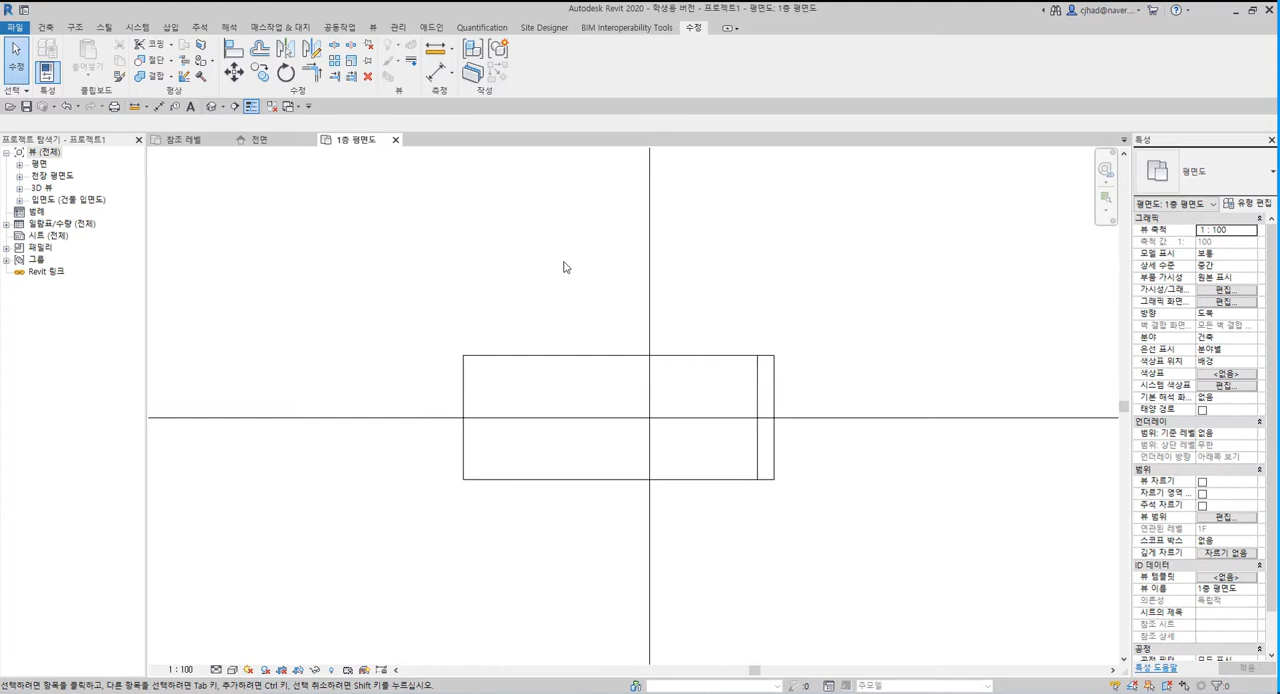 Autodesk Revit 2020 - 학생용 버전 - 프로젝트1 - 평면도: 1층 평면도
cjhad@naver...
파일 건축 구조 스틸 시스템 삽입 주석 해석 매스작업 & 대지 공동작업 뷰 관리 애드인 Quantification Site Designer BIM Interoperability Tools 수정
수정 붙여넣기 코핑 절단 결합
선택 특성 클립보드 형상 수정 뷰 측정 작성
프로젝트 탐색기 - 프로젝트1
뷰 (전체)
평면
천장 평면도
3D 뷰
입면도 (건물 입면도)
범례
일람표/수량 (전체)
시트 (전체)
패밀리
그룹
Revit 링크
참조 레벨 전면 1층 평면도
특성
평면도
평면도: 1층 평면도 유형 편집
그래픽
뷰 축척 1 : 100
축척 값 1: 100
모델 표시 보통
상세 수준 중간
부품 가시성 원본 표시
가시성/그래... 편집...
그래픽 화면... 편집...
방향 도북
벽 결합 화면... 모든 벽 결합 ...
분야 건축
은선 표시 분야별
색상표 위치 배경
색상표 <없음>
시스템 색상표 편집...
기본 해석 화... 없음
태양 경로
언더레이
범위: 기준 레벨 없음
범위: 상단 레벨 무한
언더레이 방향 아래쪽 보기
범위
뷰 자르기
자르기 영역 ...
주석 자르기
뷰 범위 편집...
연관된 레벨 1F
스코프 박스 없음
깊게 자르기 자르기 없음
ID 데이터
뷰 템플릿 <없음>
뷰 이름 1층 평면도
의존성 독립적
시트의 제목
참조 시트
참조 상세
공정
공정 필터 모두 표시
특성 도움말 적용
1 : 100
선택하려면 항목을 클릭하고, 다른 항목을 선택하려면 Tab 키, 추가하려면 Ctrl 키, 선택 취소하려면 Shift 키를 누르십시오.
:0 주모델 :0